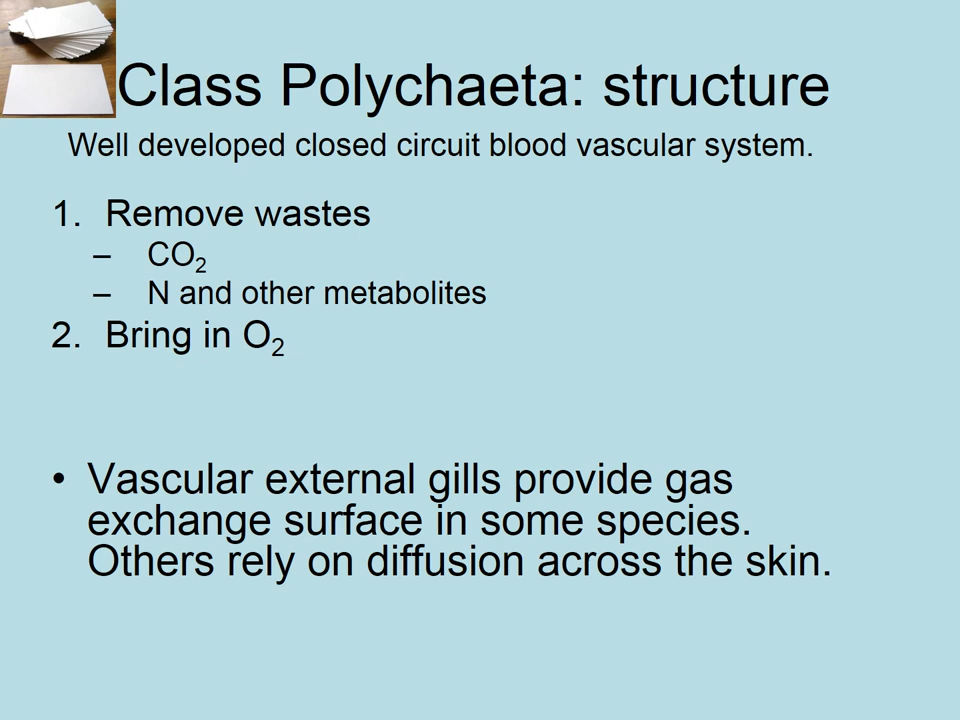 Class Polychaeta: structure
Well developed closed circuit blood vascular system.
1. Remove wastes
– CO₂
– N and other metabolites
2. Bring in O₂
• Vascular external gills provide gas
exchange surface in some species.
Others rely on diffusion across the skin.